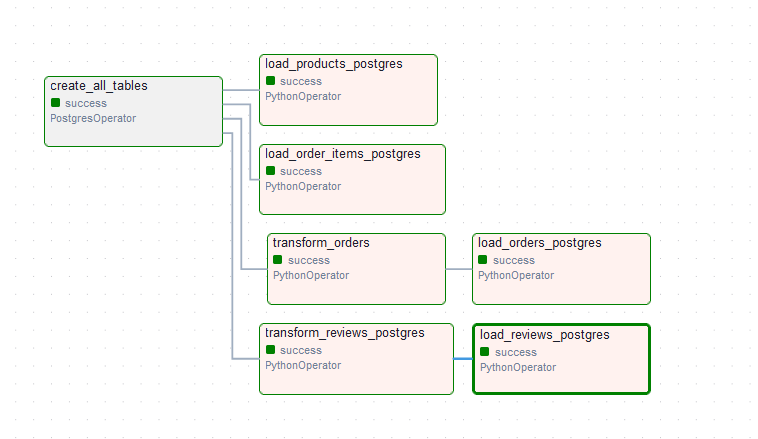 create_all_tables
success
PostgresOperator
load_products_postgres
success
PythonOperator
load_order_items_postgres
success
PythonOperator
transform_orders
success
PythonOperator
load_orders_postgres
success
PythonOperator
transform_reviews_postgres
success
PythonOperator
load_reviews_postgres
success
PythonOperator